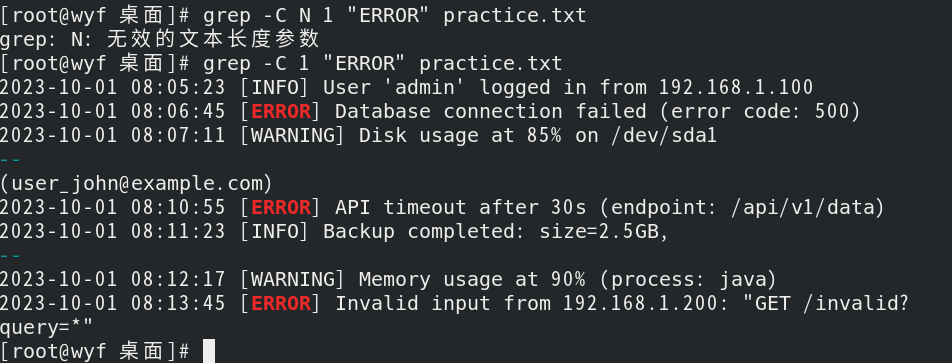 [root@wyf 桌面]# grep -C N 1 "ERROR" practice.txt
grep: N: 无效的文本长度参数
[root@wyf 桌面]# grep -C 1 "ERROR" practice.txt
2023-10-01 08:05:23 [INFO] User 'admin' logged in from 192.168.1.100
2023-10-01 08:06:45 [ERROR] Database connection failed (error code: 500)
2023-10-01 08:07:11 [WARNING] Disk usage at 85% on /dev/sda1
--
(user_john@example.com)
2023-10-01 08:10:55 [ERROR] API timeout after 30s (endpoint: /api/v1/data)
2023-10-01 08:11:23 [INFO] Backup completed: size=2.5GB,
--
2023-10-01 08:12:17 [WARNING] Memory usage at 90% (process: java)
2023-10-01 08:13:45 [ERROR] Invalid input from 192.168.1.200: "GET /invalid?
query=*"
[root@wyf 桌面]#